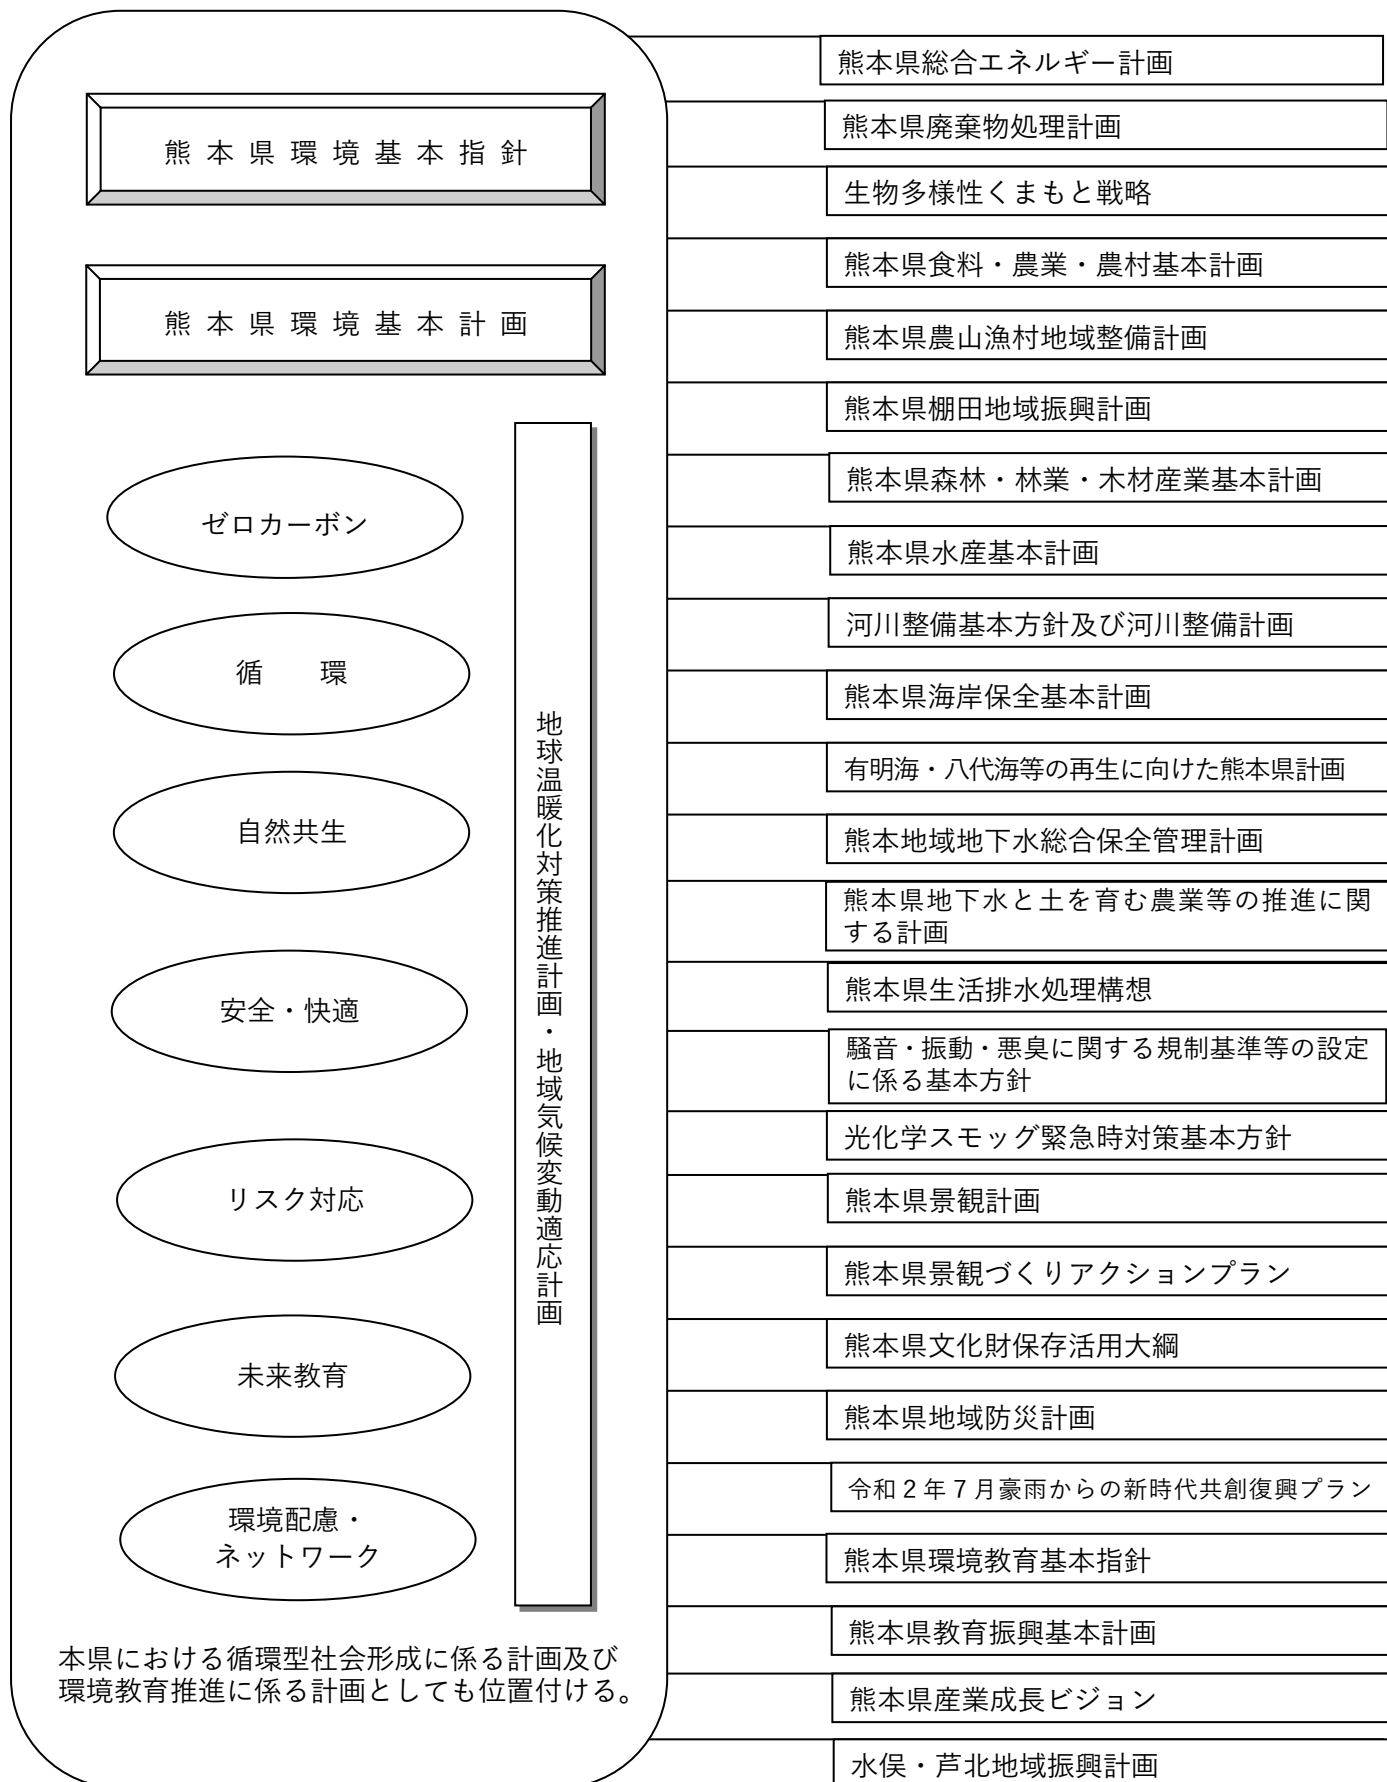 熊本県環境基本指針
熊本県環境基本計画
ゼロカーボン
循　　環
自然共生
安全・快適
リスク対応
未来教育
環境配慮・
ネットワーク
地球温暖化対策推進計画・地域気候変動適応計画
本県における循環型社会形成に係る計画及び
環境教育推進に係る計画としても位置付ける。
熊本県総合エネルギー計画
熊本県廃棄物処理計画
生物多様性くまもと戦略
熊本県食料・農業・農村基本計画
熊本県農山漁村地域整備計画
熊本県棚田地域振興計画
熊本県森林・林業・木材産業基本計画
熊本県水産基本計画
河川整備基本方針及び河川整備計画
熊本県海岸保全基本計画
有明海・八代海等の再生に向けた熊本県計画
熊本地域地下水総合保全管理計画
熊本県地下水と土を育む農業等の推進に関
する計画
熊本県生活排水処理構想
騒音・振動・悪臭に関する規制基準等の設定
に係る基本方針
光化学スモッグ緊急時対策基本方針
熊本県景観計画
熊本県景観づくりアクションプラン
熊本県文化財保存活用大綱
熊本県地域防災計画
令和２年７月豪雨からの新時代共創復興プラン
熊本県環境教育基本指針
熊本県教育振興基本計画
熊本県産業成長ビジョン
水俣・芦北地域振興計画